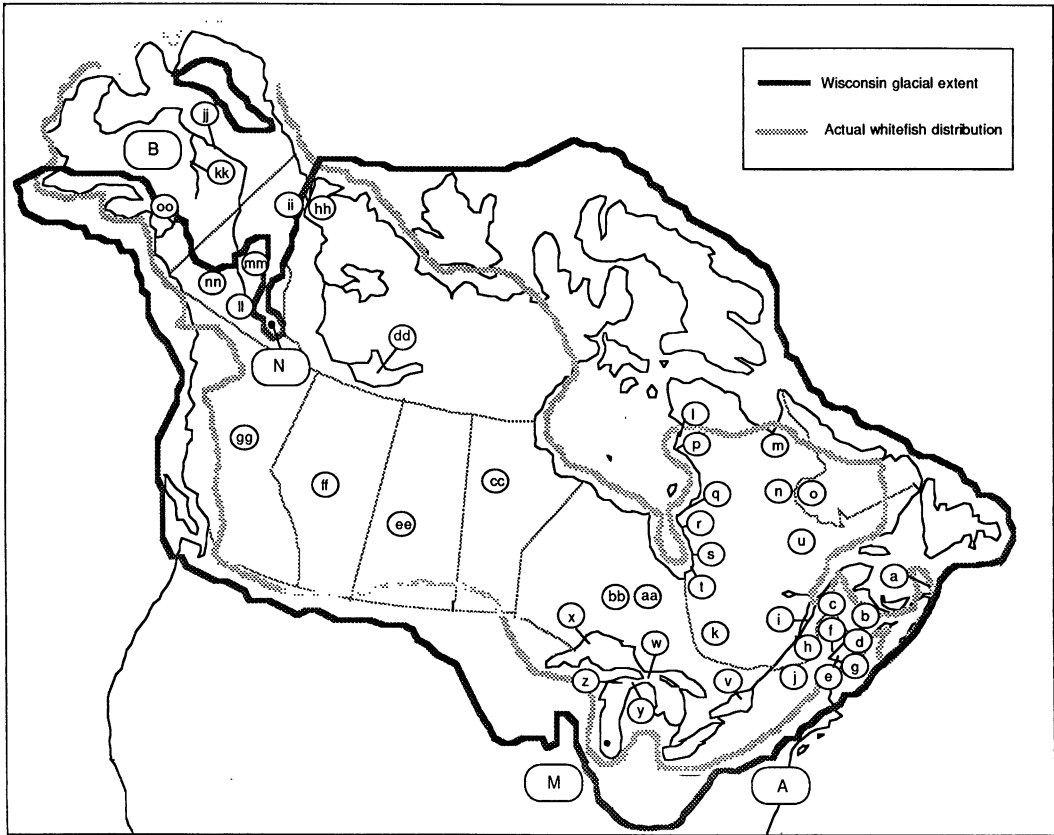 Wisconsin glacial extent
Actual whitefish distribution
jj
B
kk
oo
ii
hh
mm
nn
ll
dd
N
l
p
m
gg
ff
cc
q
n
o
ee
r
s
u
t
a
bb
aa
c
b
x
i
f
k
w
h
d
z
v
j
e
g
y
M
A